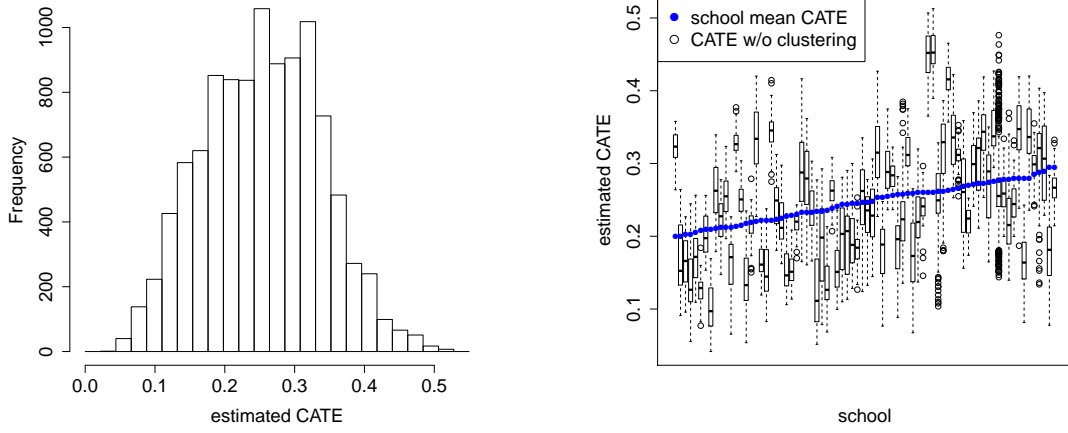 Frequency
1000
800
600
400
200
0
0.0 0.1 0.2 0.3 0.4 0.5
estimated CATE
school mean CATE
CATE w/o clustering
estimated CATE
0.5
0.4
0.3
0.2
0.1
school